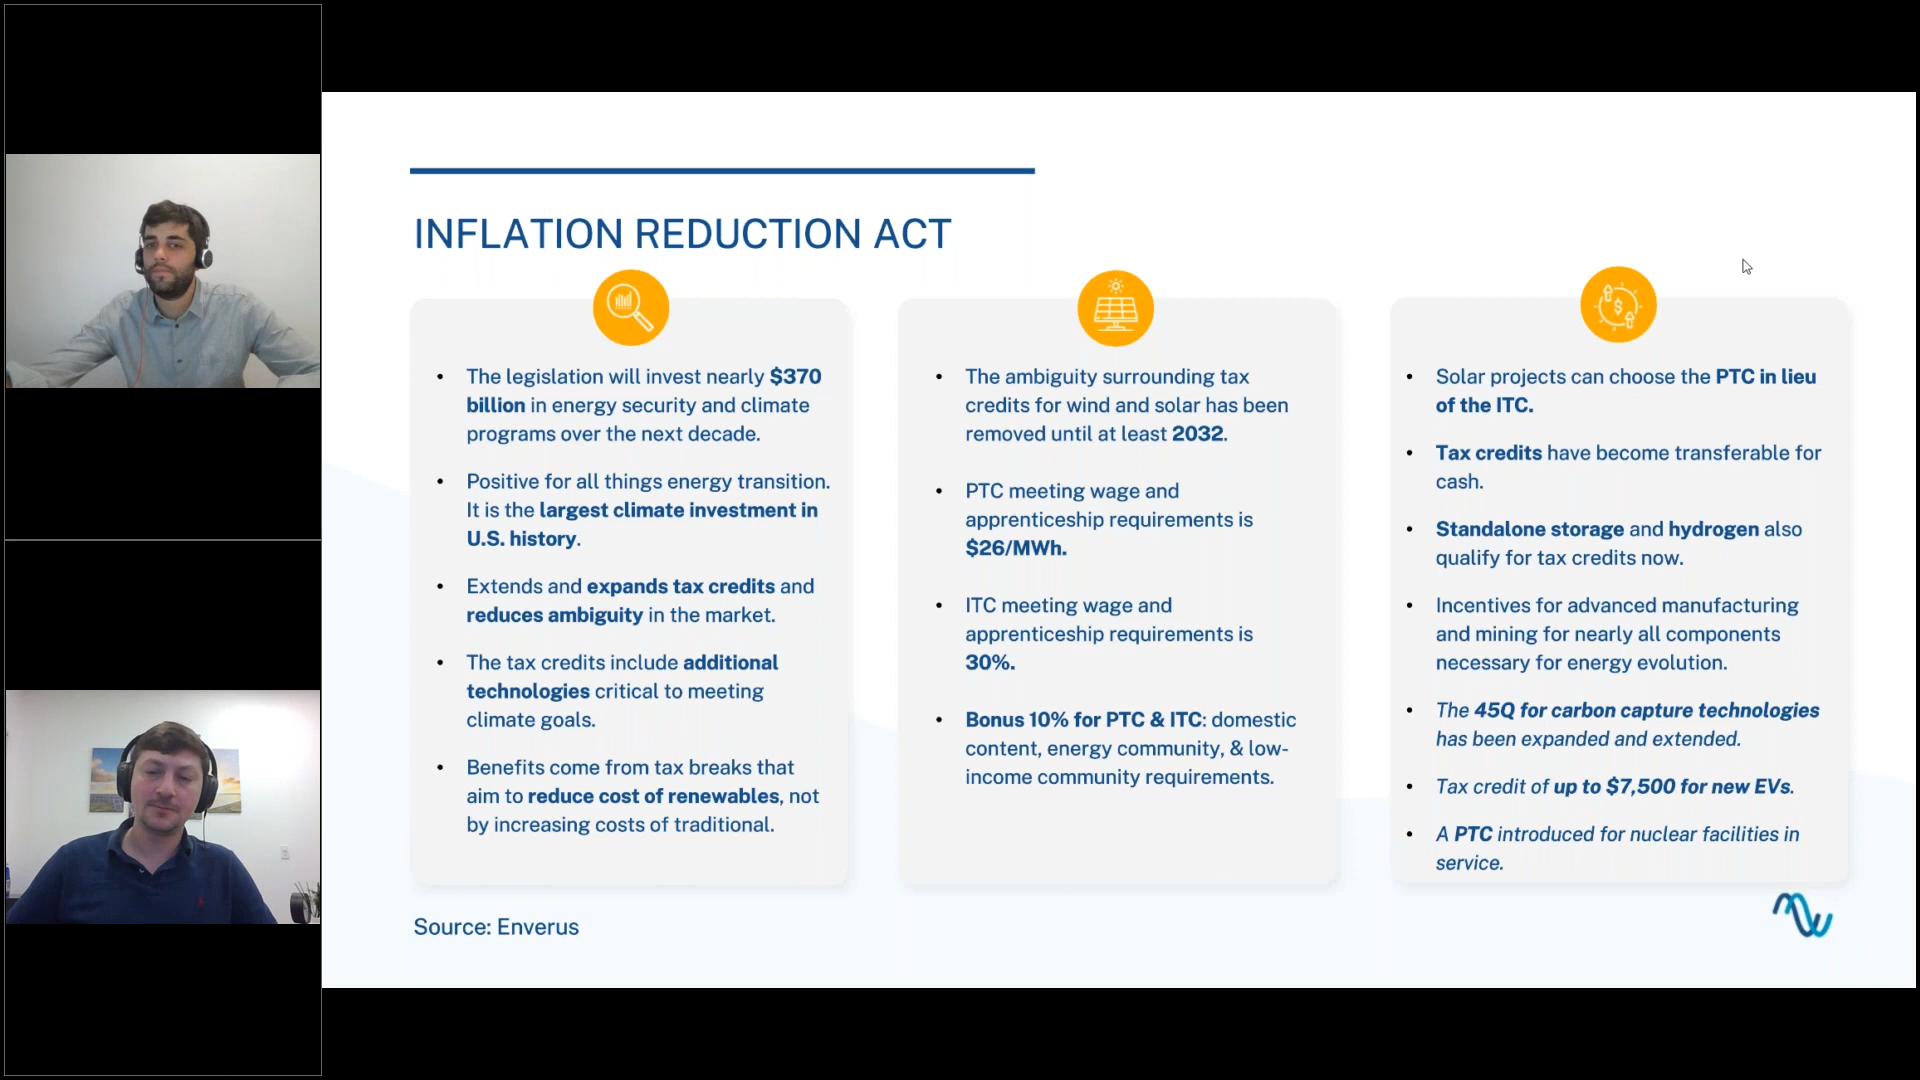 INFLATION REDUCTION ACT
• The legislation will invest nearly $370
billion in energy security and climate
programs over the next decade.
• Positive for all things energy transition.
It is the largest climate investment in
U.S. history.
• Extends and expands tax credits and
reduces ambiguity in the market.
• The tax credits include additional
technologies critical to meeting
climate goals.
• Benefits come from tax breaks that
aim to reduce cost of renewables, not
by increasing costs of traditional.
• The ambiguity surrounding tax
credits for wind and solar has been
removed until at least 2032.
• PTC meeting wage and
apprenticeship requirements is
$26/MWh.
• ITC meeting wage and
apprenticeship requirements is
30%.
• Bonus 10% for PTC & ITC: domestic
content, energy community, & low-
income community requirements.
• Solar projects can choose the PTC in lieu
of the ITC.
• Tax credits have become transferable for
cash.
• Standalone storage and hydrogen also
qualify for tax credits now.
• Incentives for advanced manufacturing
and mining for nearly all components
necessary for energy evolution.
• The 45Q for carbon capture technologies
has been expanded and extended.
• Tax credit of up to $7,500 for new EVs.
• A PTC introduced for nuclear facilities in
service.
Source: Enverus